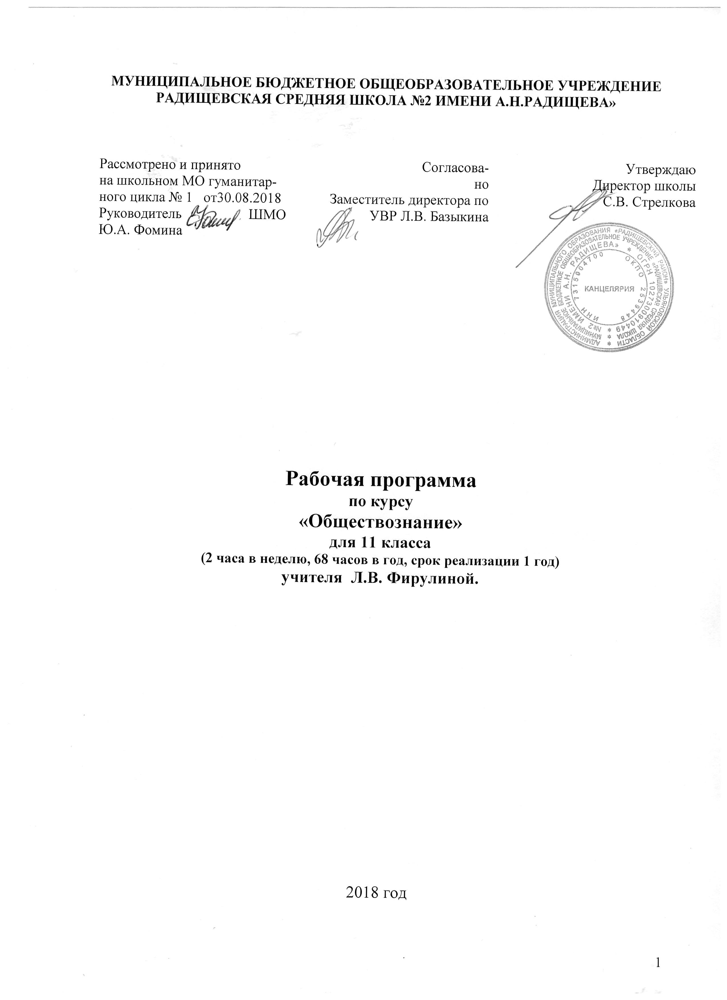 МУНИЦИПАЛЬНОЕ БЮДЖЕТНОЕ ОБЩЕОБРАЗОВАТЕЛЬНОЕ УЧРЕЖДЕНИЕ
РАДИЩЕВСКАЯ СРЕДНЯЯ ШКОЛА №2 ИМЕНИ А.Н.РАДИЩЕВА»
Рассмотрено и принято
на школьном МО гуманитар-
ного цикла № 1 от30.08.2018
Руководитель ШМО
Ю.А. Фомина
Согласова-
но
Заместитель директора по
УВР Л.В. Базыкина
Утверждаю
Директор школы
С.В. Стрелкова
АДМИНИСТРАЦИЯ МУНИЦИПАЛЬНОГО ОБРАЗОВАНИЯ «РАДИЩЕВСКИЙ РАЙОН» УЛЬЯНОВСКОЙ ОБЛАСТИ *
МУНИЦИПАЛЬНОЕ БЮДЖЕТНОЕ ОБЩЕОБРАЗОВАТЕЛЬНОЕ УЧРЕЖДЕНИЕ «РАДИЩЕВСКАЯ СРЕДНЯЯ ШКОЛА *
№2 ИМЕНИ А.Н. РАДИЩЕВА» * ОГРН 1027300910449 *
ИНН 7315004700 ОКПО 2539448
КАНЦЕЛЯРИЯ
Рабочая программа
по курсу
«Обществознание»
для 11 класса
(2 часа в неделю, 68 часов в год, срок реализации 1 год)
учителя Л.В. Фирулиной.
2018 год
1